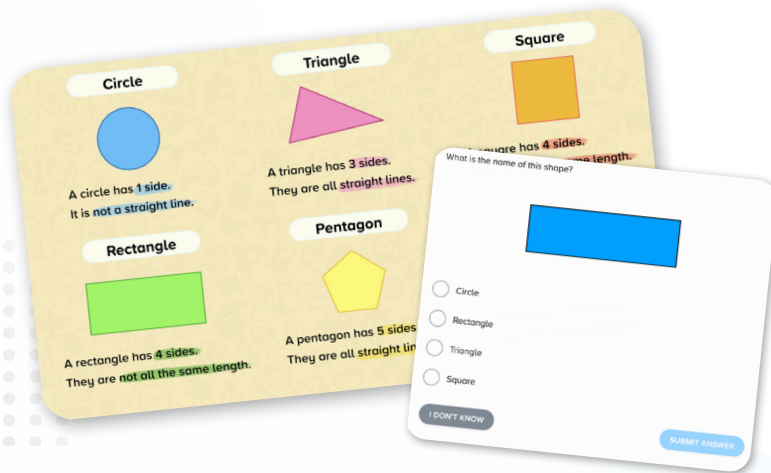 Circle
Triangle
Square
A circle has 1 side.
It is not a straight line.
A triangle has 3 sides.
They are all straight lines.
square has 4 sides.
length.
Rectangle
Pentagon
A rectangle has 4 sides.
They are not all the same length.
A pentagon has 5 sides
They are all straight
What is the name of this shape?
Circle
Rectangle
Triangle
Square
I DON'T KNOW
SUBMIT ANSWER